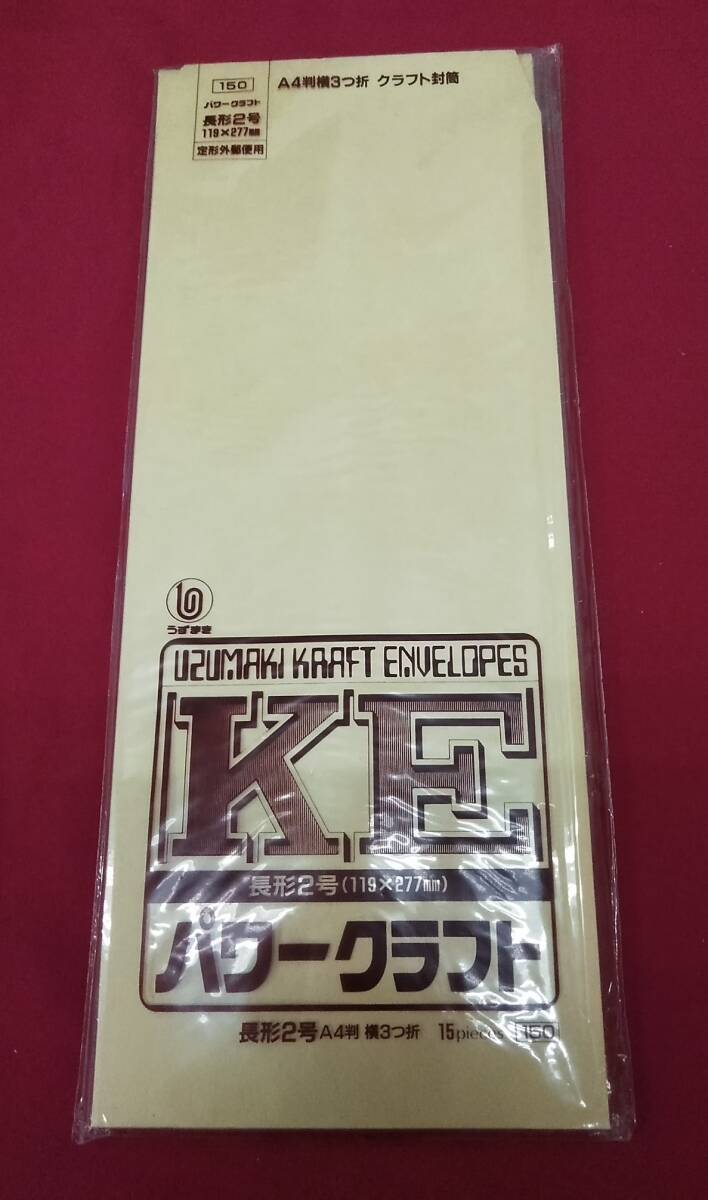 150
A4判横3つ折 クラフト封筒
パワークラフト
長形2号
119×277mm
定形外郵便用
うずまき
UZUMAKI KRAFT ENVELOPES
KE
長形2号(119×277mm)
パワークラフト
長形2号A4判 横3つ折 15pieces 150